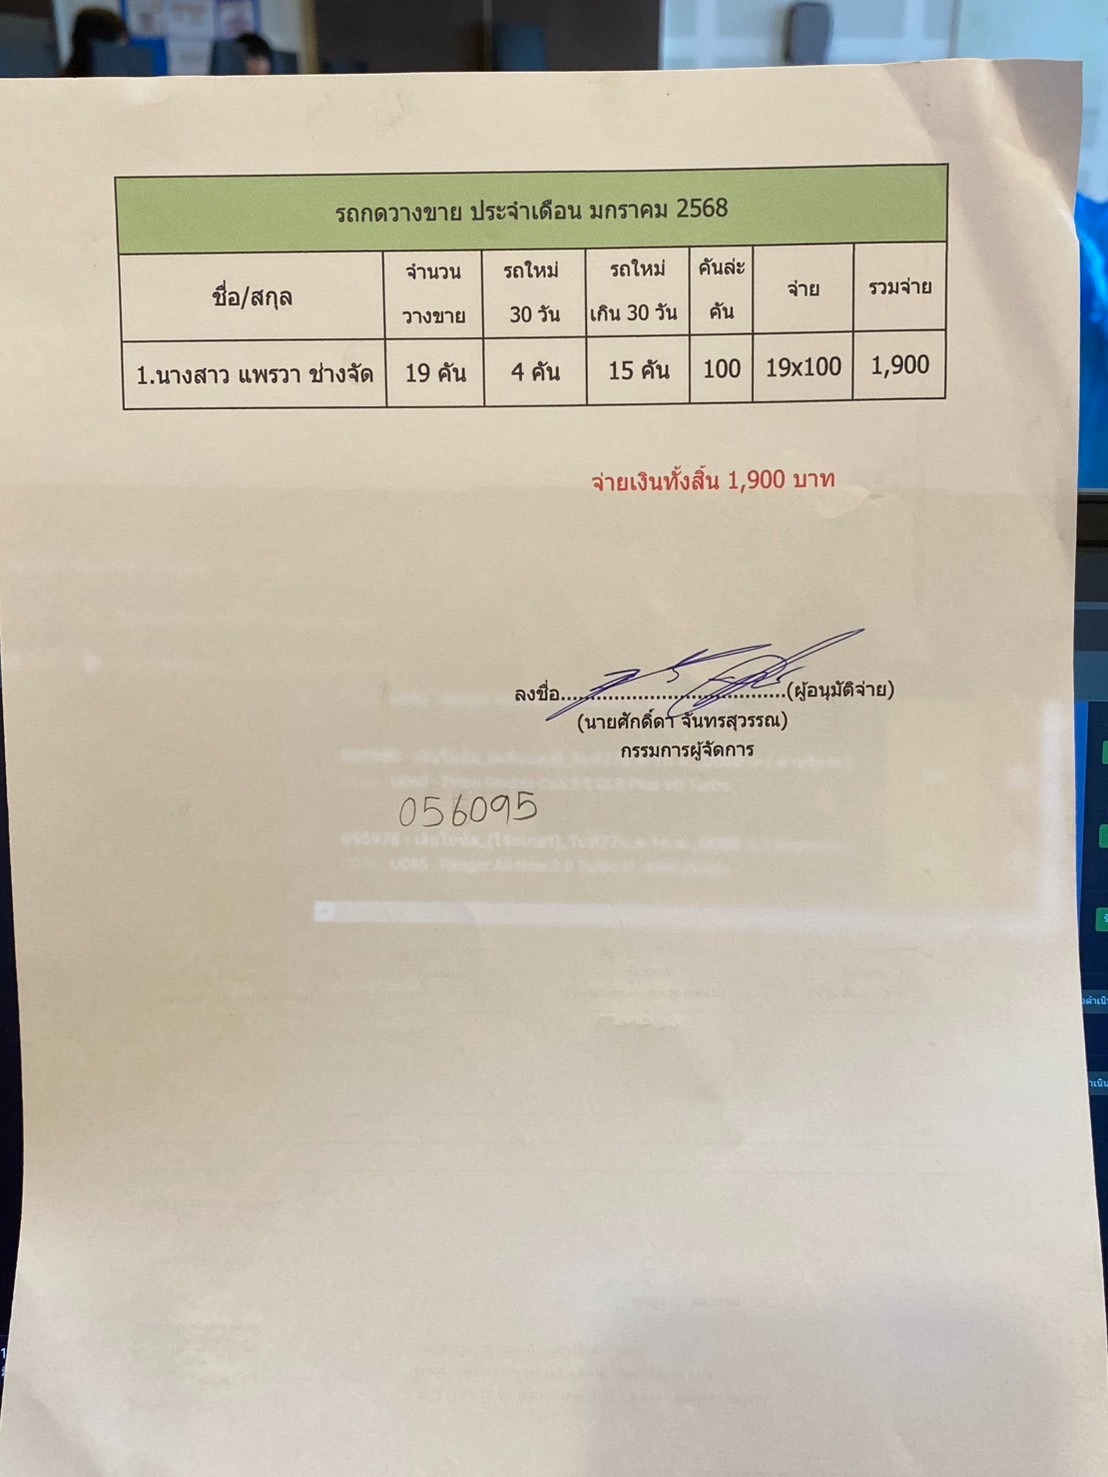 รถกดวางขาย ประจำเดือน มกราคม 2568
ชื่อ/สกุล จำนวนวางขาย รถใหม่ 30 วัน รถใหม่เกิน 30 วัน คันล่ะคัน จ่าย รวมจ่าย
1.นางสาว แพรวา ช่างจัด 19 คัน 4 คัน 15 คัน 100 19x100 1,900
จ่ายเงินทั้งสิ้น 1,900 บาท
ลงชื่อ.......................................(ผู้อนุมัติจ่าย)
(นายศักดิ์ดา จันทรสุวรรณ)
กรรมการผู้จัดการ
056095